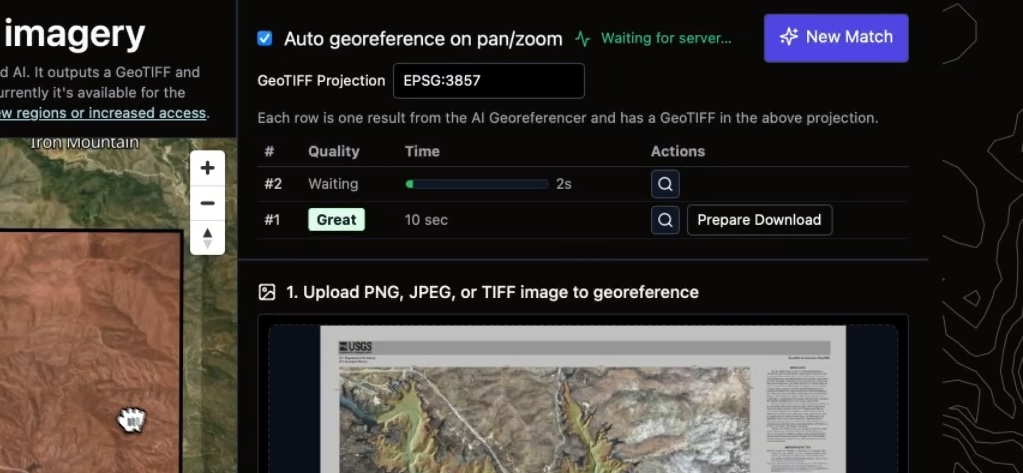 imagery
d AI. It outputs a GeoTIFF and
urrently it's available for the
ew regions or increased access.
Iron Mountain
Auto georeference on pan/zoom
Waiting for server...
New Match
GeoTIFF Projection
EPSG:3857
Each row is one result from the AI Georeferencer and has a GeoTIFF in the above projection.
# Quality Time Actions
#2 Waiting 2s
#1 Great 10 sec Prepare Download
1. Upload PNG, JPEG, or TIFF image to georeference
USGS